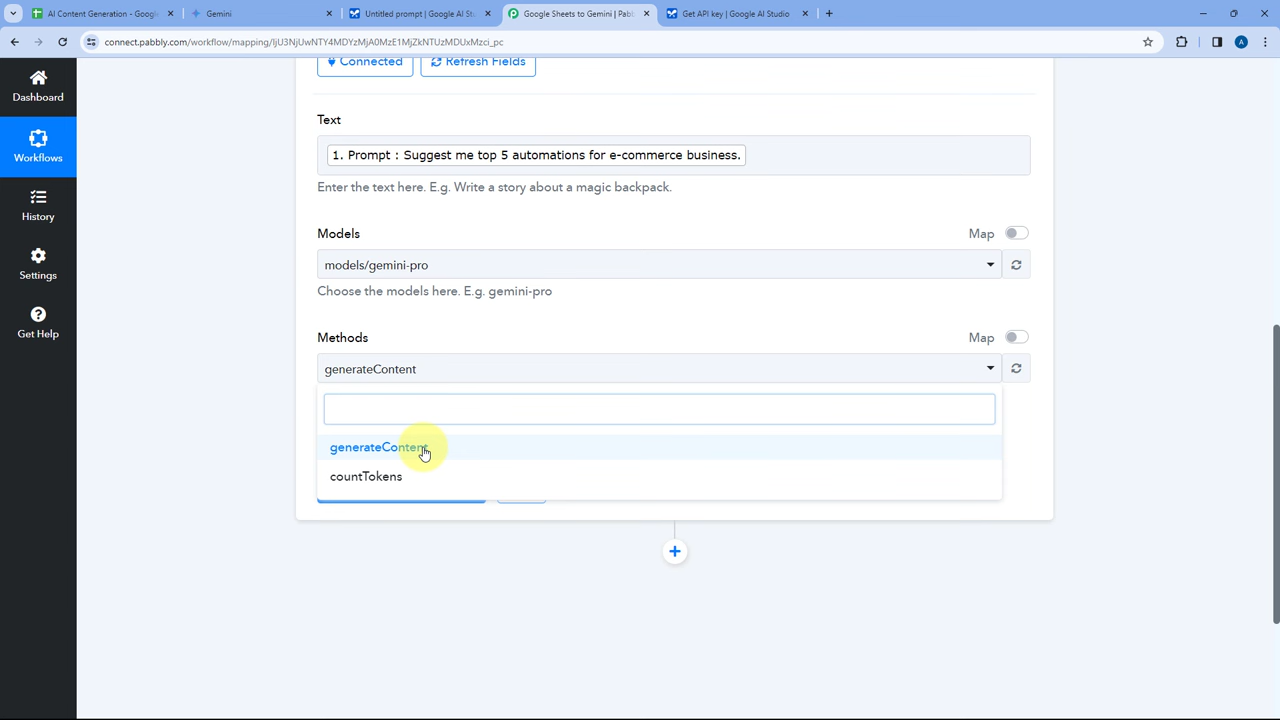 AI Content Generation - Google
Gemini
Untitled prompt | Google AI St
Google Sheets to Gemini | Pabb
Get API key | Google AI Studio
connect.pabbly.com/workflow/mapping/IjU3NjUwNTY4MDYzMjA0MzE1MjZkNTUzMDUxMzci_pc
A
Dashboard
Workflows
History
Settings
Get Help
Connected
Refresh Fields
Text
1. Prompt : Suggest me top 5 automations for e-commerce business.
Enter the text here. E.g. Write a story about a magic backpack.
Models
Map
models/gemini-pro
Choose the models here. E.g. gemini-pro
Methods
Map
generateContent
generateContent
countTokens